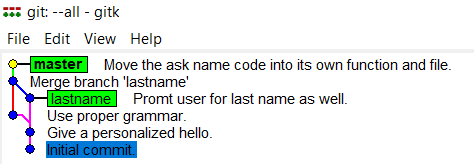 git: --all - gitk
File Edit View Help
master Move the ask name code into its own function and file.
Merge branch 'lastname'
lastname Promt user for last name as well.
Use proper grammar.
Give a personalized hello.
Initial commit.